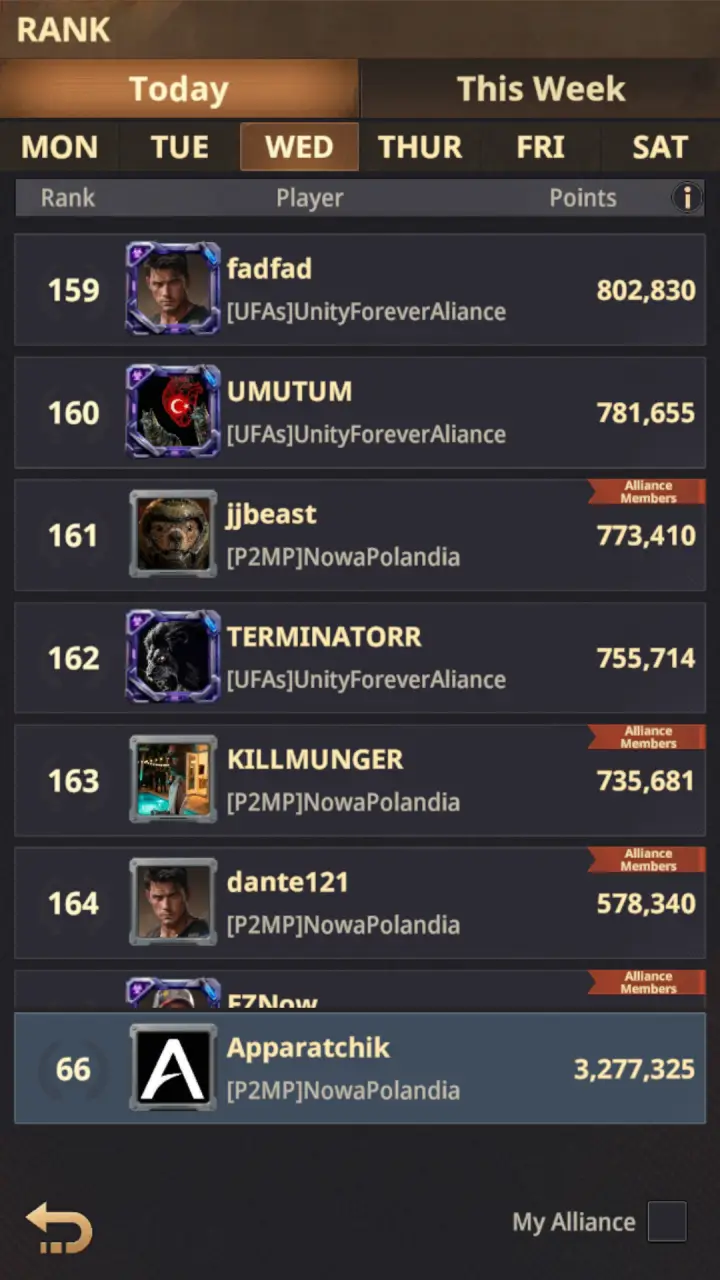 RANK
Today
This Week
MON
TUE
WED
THUR
FRI
SAT
Rank
Player
Points
i
159
fadfad
[UFAs]UnityForeverAliance
802,830
160
UMUTUM
[UFAs]UnityForeverAliance
781,655
161
jjbeast
[P2MP]NowaPolandia
Alliance
Members
773,410
162
TERMINATORR
[UFAs]UnityForeverAliance
755,714
163
KILLMUNGER
[P2MP]NowaPolandia
Alliance
Members
735,681
164
dante121
[P2MP]NowaPolandia
Alliance
Members
578,340
EZNow
Alliance
Members
66
Apparatchik
[P2MP]NowaPolandia
3,277,325
My Alliance